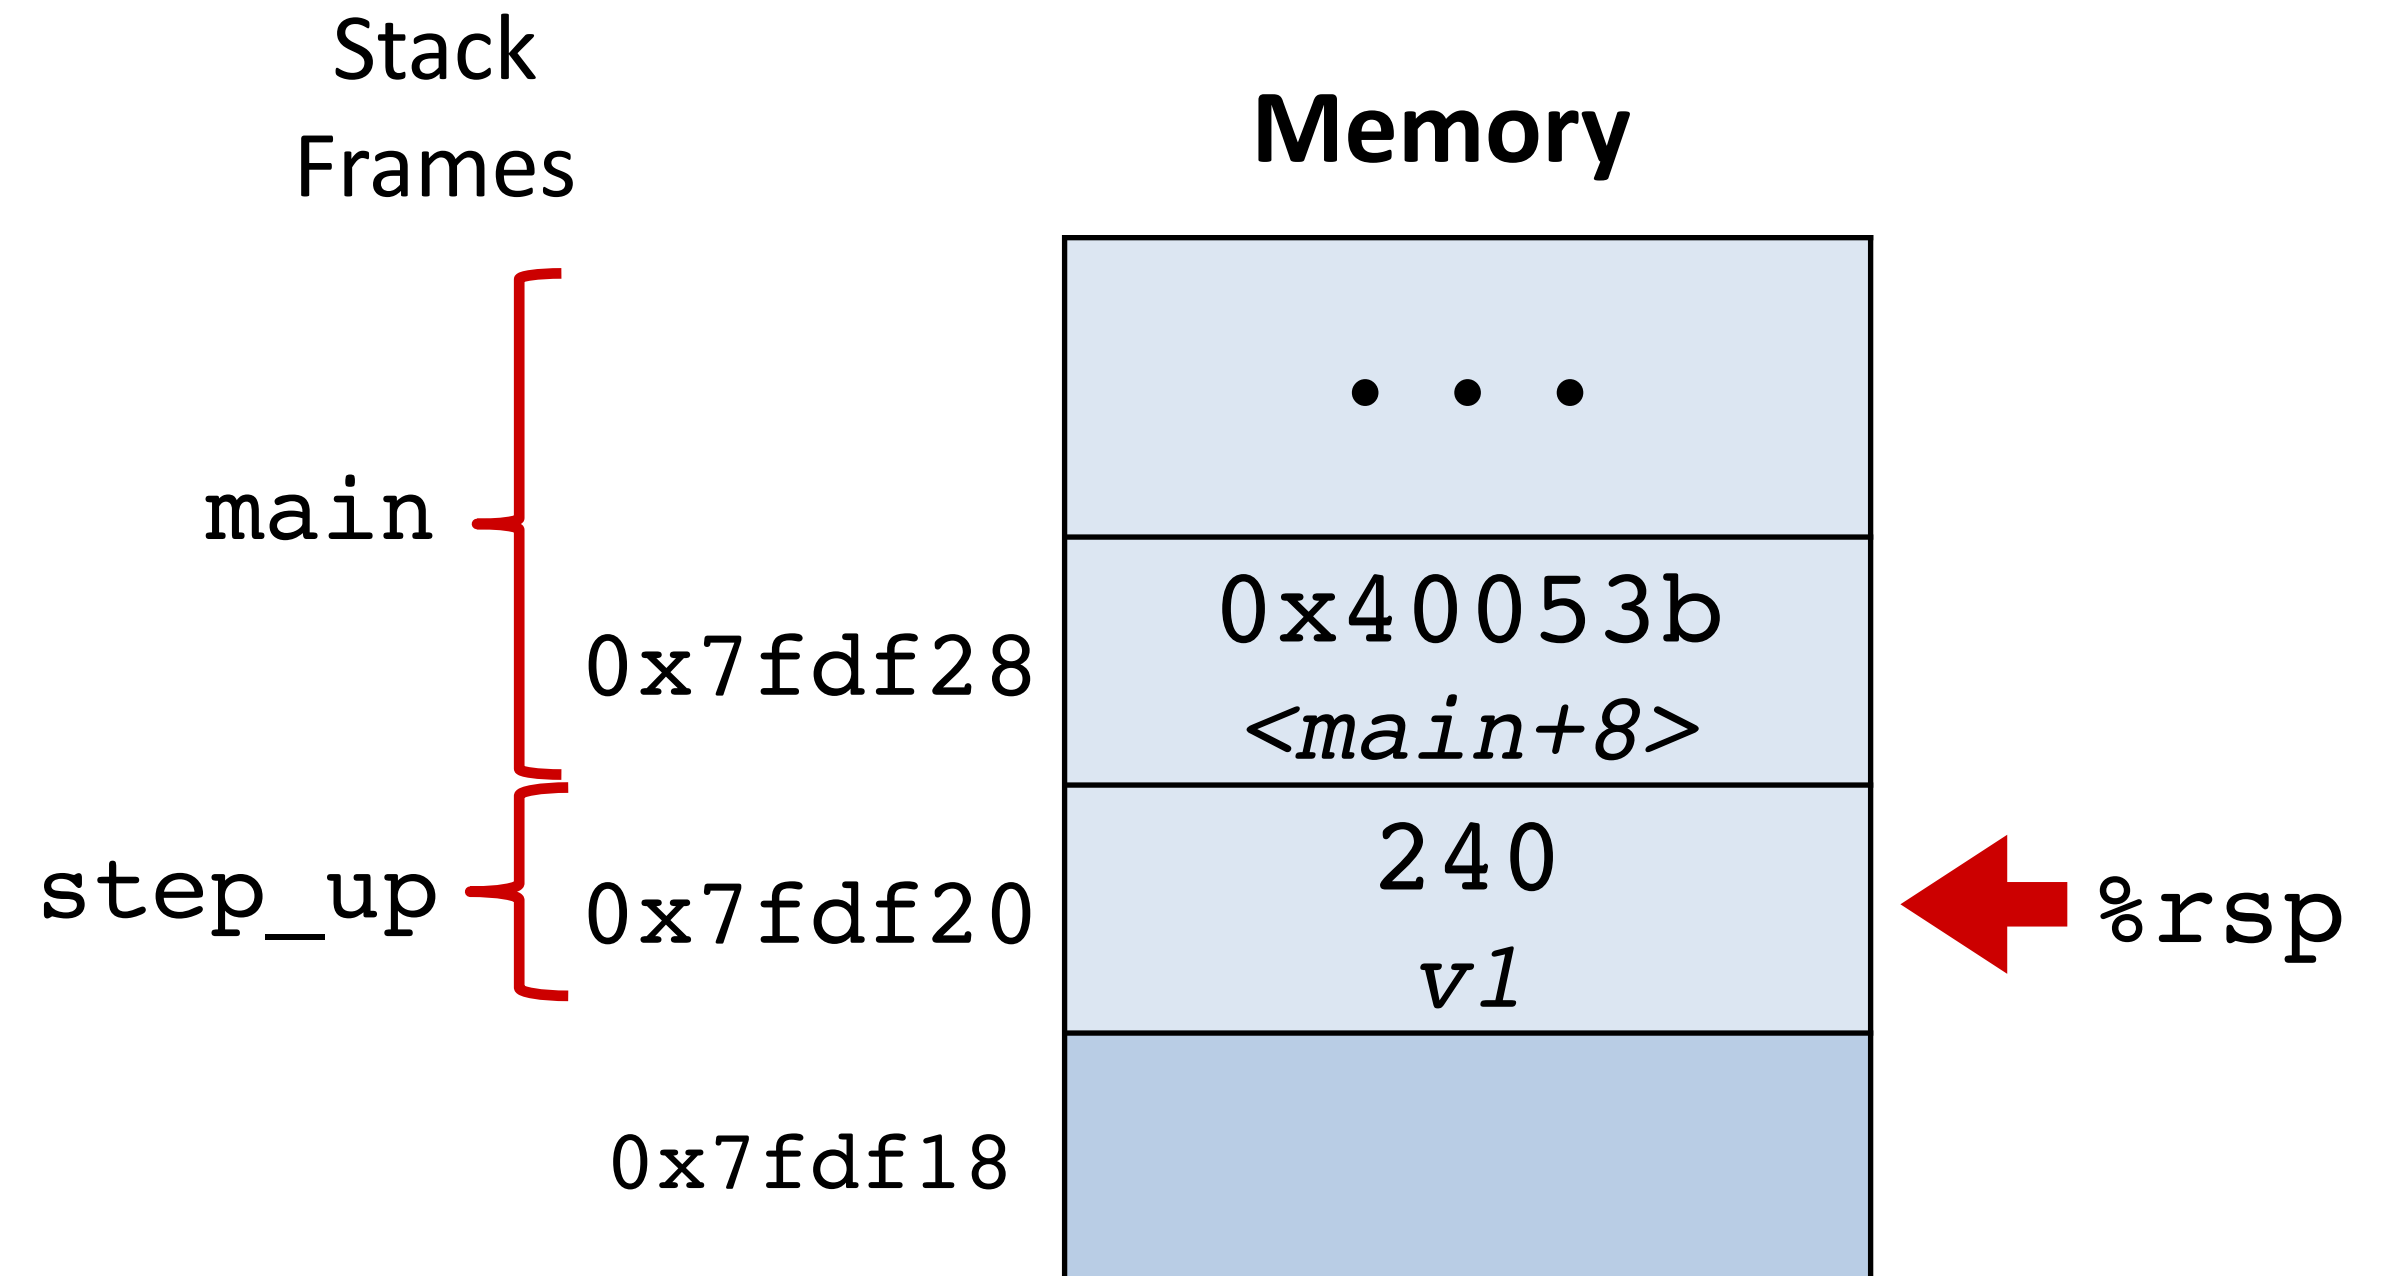 Stack
Frames
Memory
• • •
main
0x40053b
0x7fdf28
<main+8>
240
step_up
0x7fdf20
%rsp
v1
0x7fdf18